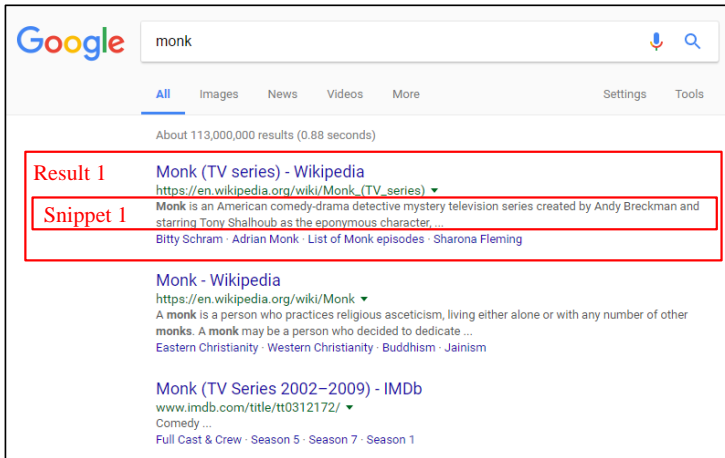 Google monk
All Images News Videos More Settings Tools
About 113,000,000 results (0.88 seconds)
Result 1
Monk (TV series) - Wikipedia
https://en.wikipedia.org/wiki/Monk_(TV_series)
Snippet 1
Monk is an American comedy-drama detective mystery television series created by Andy Breckman and
starring Tony Shalhoub as the eponymous character, ...
Bitty Schram · Adrian Monk · List of Monk episodes · Sharona Fleming
Monk - Wikipedia
https://en.wikipedia.org/wiki/Monk
A monk is a person who practices religious asceticism, living either alone or with any number of other
monks. A monk may be a person who decided to dedicate ...
Eastern Christianity · Western Christianity · Buddhism · Jainism
Monk (TV Series 2002–2009) - IMDb
www.imdb.com/title/tt0312172/
Comedy ...
Full Cast & Crew · Season 5 · Season 7 · Season 1